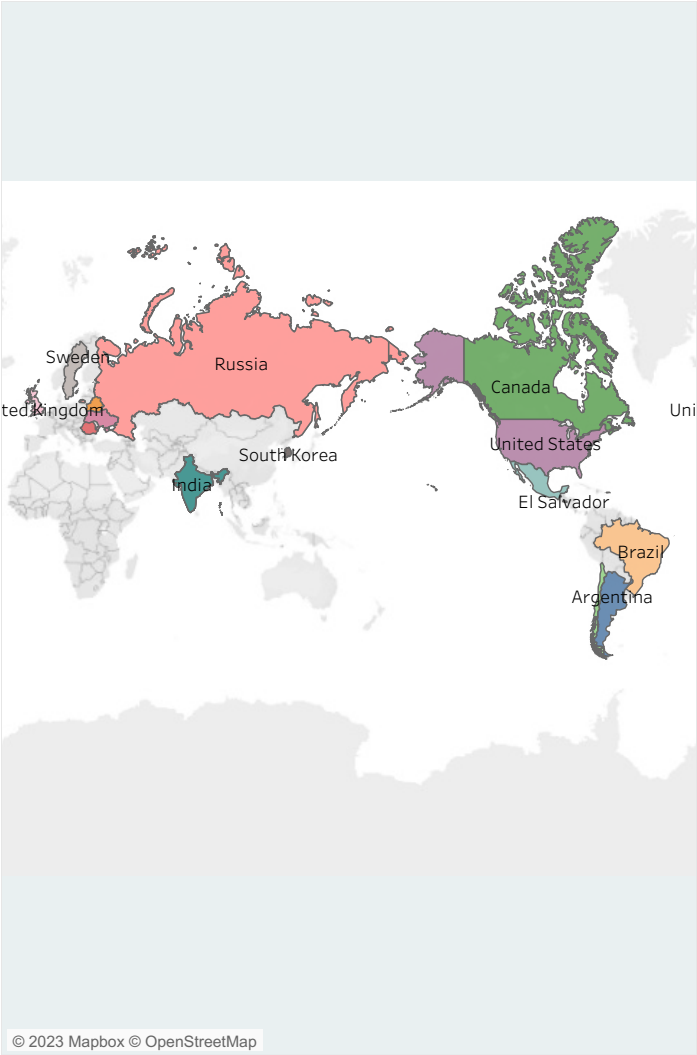 Sweden
Russia
Canada
ted Kingdom
Uni
United States
South Korea
India
El Salvador
Brazil
Argentina
© 2023 Mapbox © OpenStreetMap